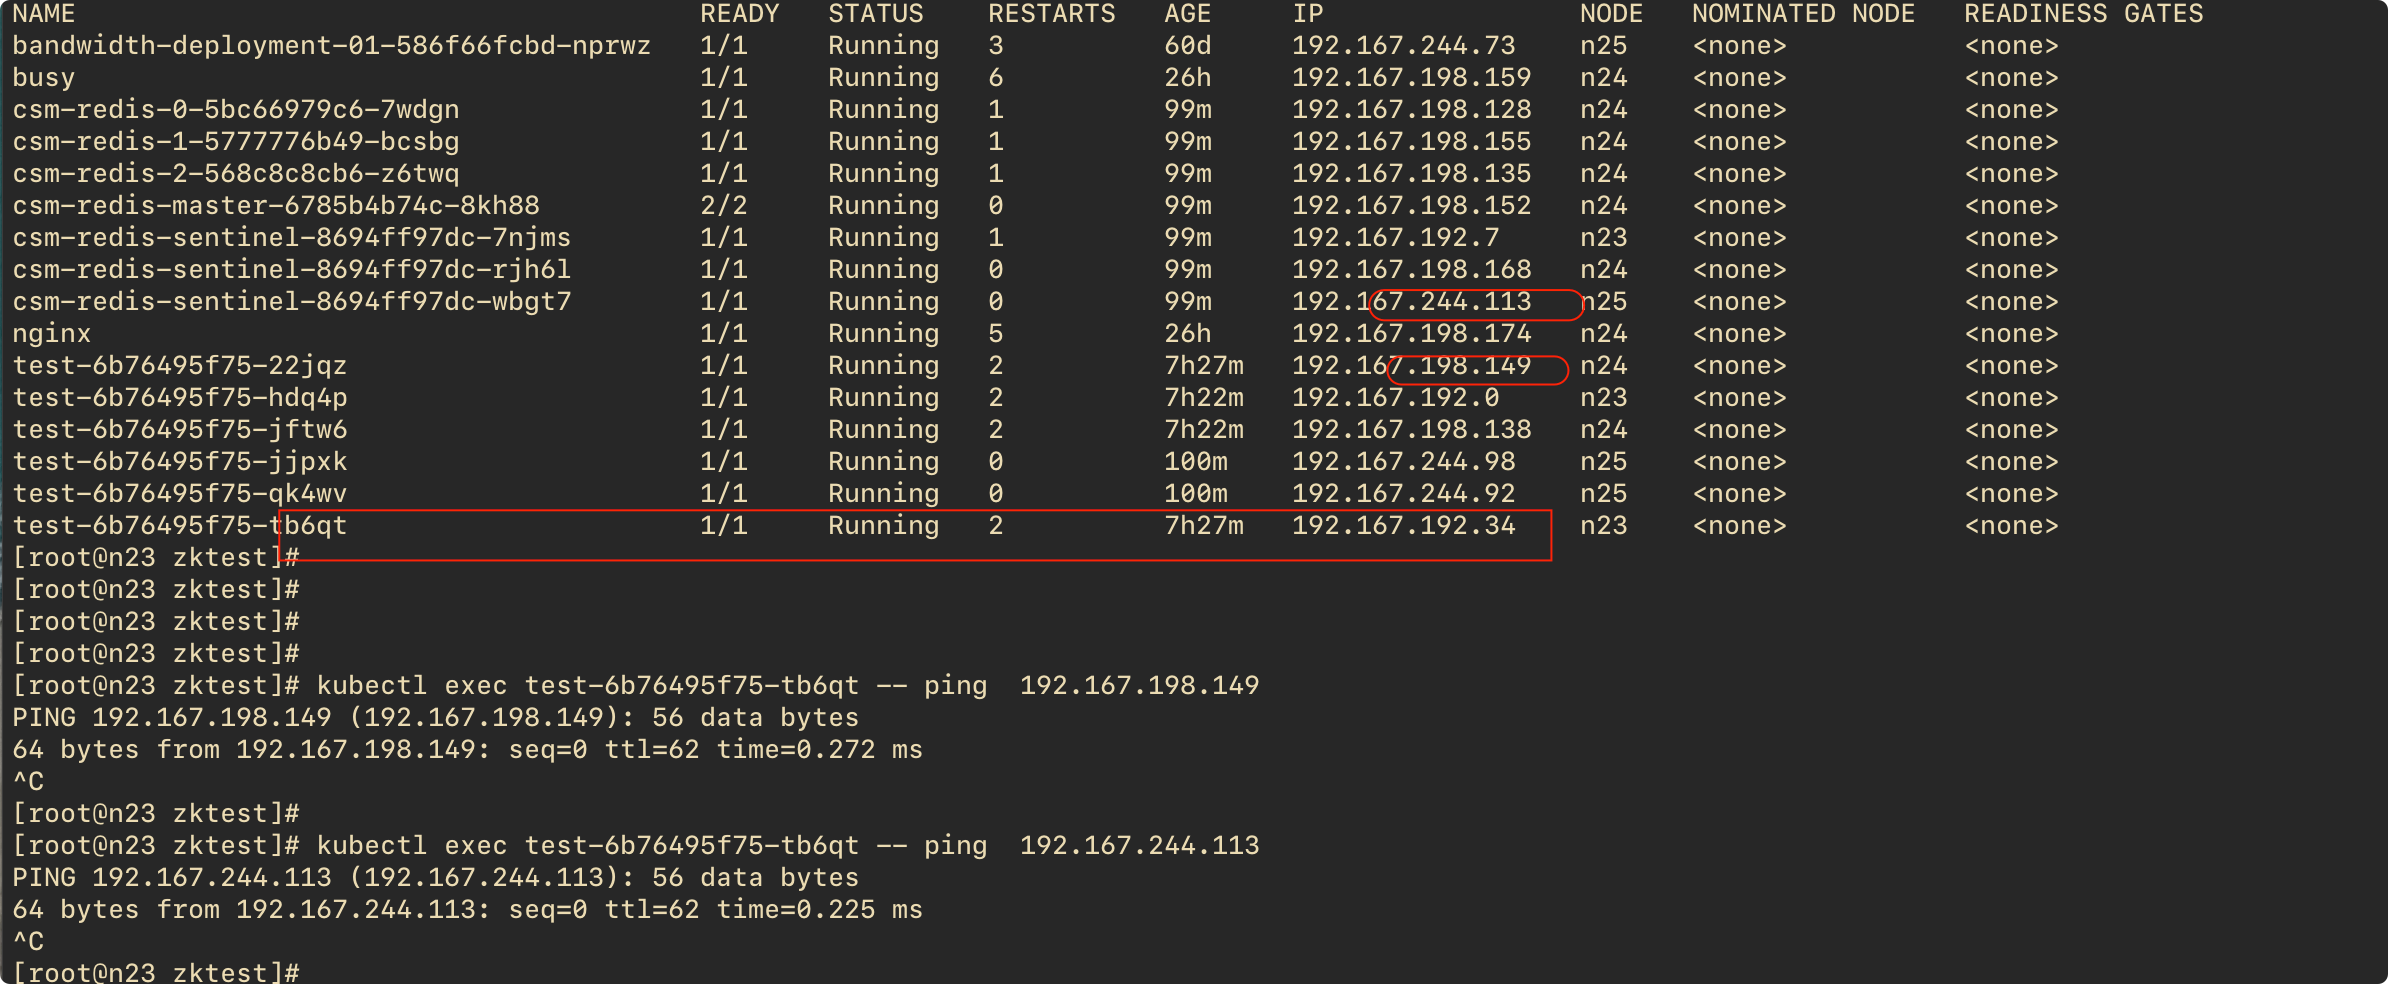 NAME READY STATUS RESTARTS AGE IP NODE NOMINATED NODE READINESS GATES
bandwidth-deployment-01-586f66fcbd-nprwz 1/1 Running 3 60d 192.167.244.73 n25 <none> <none>
busy 1/1 Running 6 26h 192.167.198.159 n24 <none> <none>
csm-redis-0-5bc66979c6-7wdgn 1/1 Running 1 99m 192.167.198.128 n24 <none> <none>
csm-redis-1-5777776b49-bcsbg 1/1 Running 1 99m 192.167.198.155 n24 <none> <none>
csm-redis-2-568c8c8cb6-z6twq 1/1 Running 1 99m 192.167.198.135 n24 <none> <none>
csm-redis-master-6785b4b74c-8kh88 2/2 Running 0 99m 192.167.198.152 n24 <none> <none>
csm-redis-sentinel-8694ff97dc-7njms 1/1 Running 1 99m 192.167.192.7 n23 <none> <none>
csm-redis-sentinel-8694ff97dc-rjh6l 1/1 Running 0 99m 192.167.198.168 n24 <none> <none>
csm-redis-sentinel-8694ff97dc-wbgt7 1/1 Running 0 99m 192.167.244.113 n25 <none> <none>
nginx 1/1 Running 5 26h 192.167.198.174 n24 <none> <none>
test-6b76495f75-22jqz 1/1 Running 2 7h27m 192.167.198.149 n24 <none> <none>
test-6b76495f75-hdq4p 1/1 Running 2 7h22m 192.167.192.0 n23 <none> <none>
test-6b76495f75-jftw6 1/1 Running 2 7h22m 192.167.198.138 n24 <none> <none>
test-6b76495f75-jjpxk 1/1 Running 0 100m 192.167.244.98 n25 <none> <none>
test-6b76495f75-qk4wv 1/1 Running 0 100m 192.167.244.92 n25 <none> <none>
test-6b76495f75-tb6qt 1/1 Running 2 7h27m 192.167.192.34 n23 <none> <none>
[root@n23 zktest]#
[root@n23 zktest]#
[root@n23 zktest]#
[root@n23 zktest]#
[root@n23 zktest]# kubectl exec test-6b76495f75-tb6qt -- ping  192.167.198.149
PING 192.167.198.149 (192.167.198.149): 56 data bytes
64 bytes from 192.167.198.149: seq=0 ttl=62 time=0.272 ms
^C
[root@n23 zktest]#
[root@n23 zktest]# kubectl exec test-6b76495f75-tb6qt -- ping  192.167.244.113
PING 192.167.244.113 (192.167.244.113): 56 data bytes
64 bytes from 192.167.244.113: seq=0 ttl=62 time=0.225 ms
^C
[root@n23 zktest]#